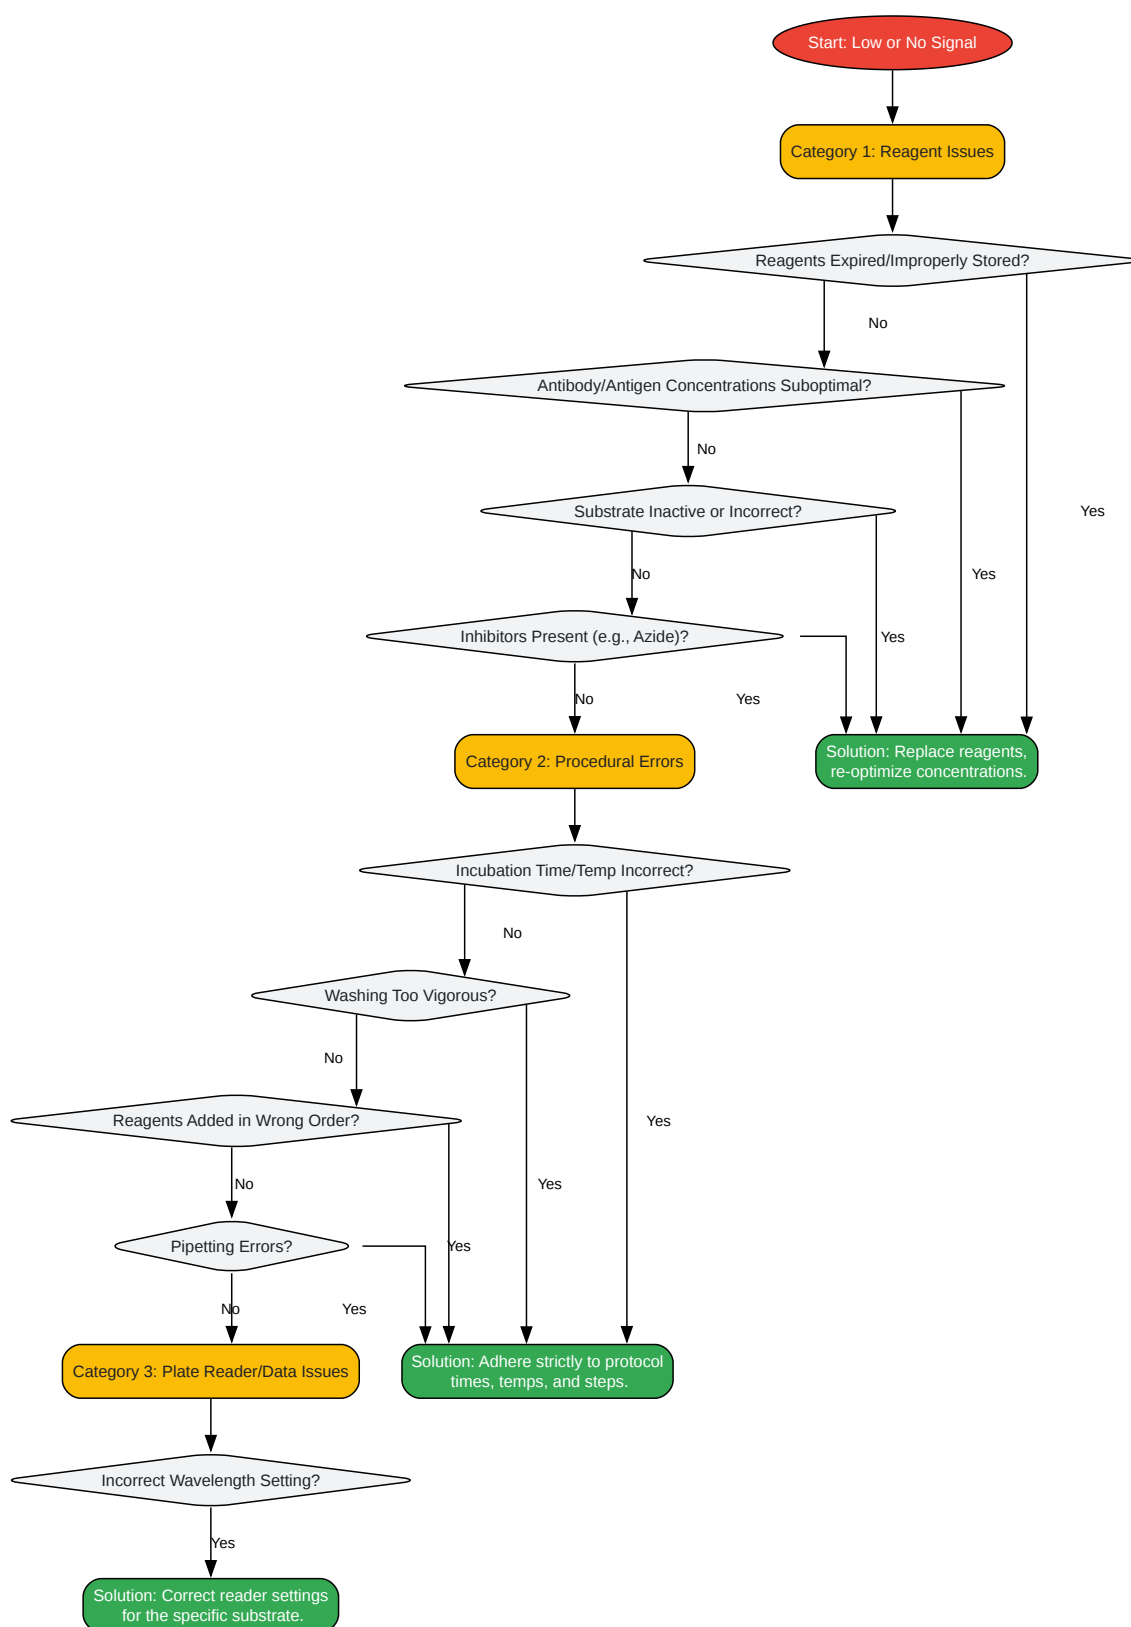 Start: Low or No Signal
Category 1: Reagent Issues
Reagents Expired/Improperly Stored?
No
Antibody/Antigen Concentrations Suboptimal?
No
Substrate Inactive or Incorrect?
Yes
No
Yes
Inhibitors Present (e.g., Azide)?
Yes
No
Yes
Category 2: Procedural Errors
Solution: Replace reagents,
re-optimize concentrations.
Incubation Time/Temp Incorrect?
No
Washing Too Vigorous?
No
Reagents Added in Wrong Order?
Yes
No
Yes
Pipetting Errors?
Yes
No
Yes
Category 3: Plate Reader/Data Issues
Solution: Adhere strictly to protocol
times, temps, and steps.
Incorrect Wavelength Setting?
Yes
Solution: Correct reader settings
for the specific substrate.